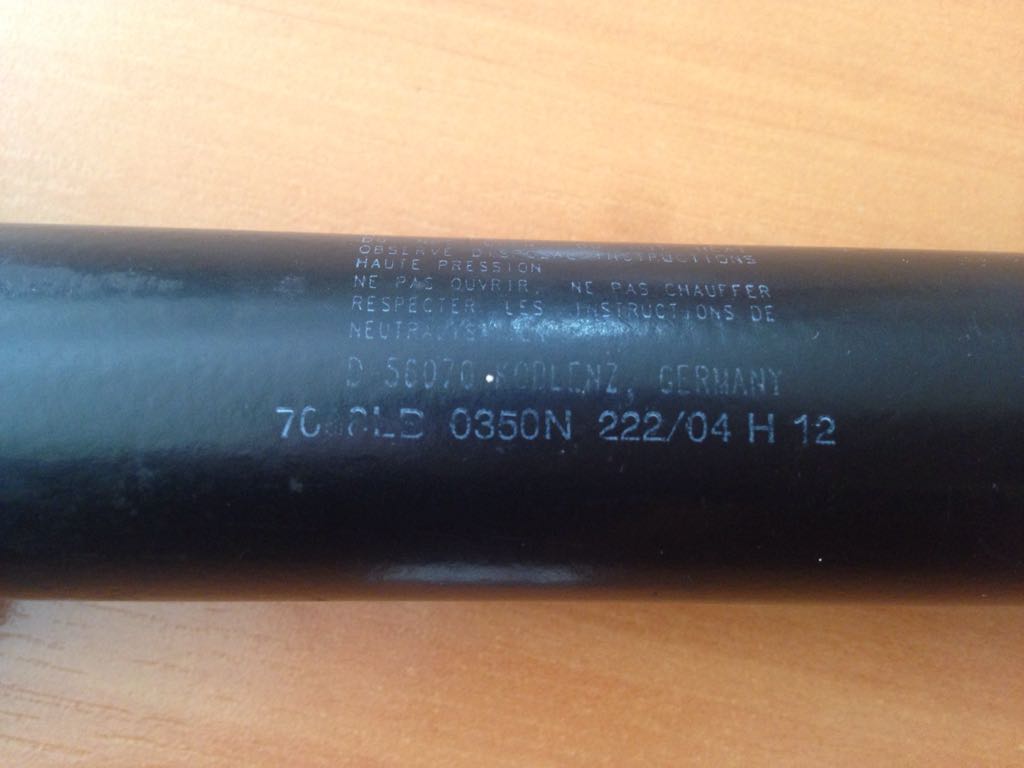 OBSERVE DISPOSAL INSTRUCTIONS
HAUTE PRESSION
NE PAS OUVRIR, NE PAS CHAUFFER
RESPECTER LES INSTRUCTIONS DE
D 56070 KOBLENZ, GERMANY
0350N 222/04 H 12